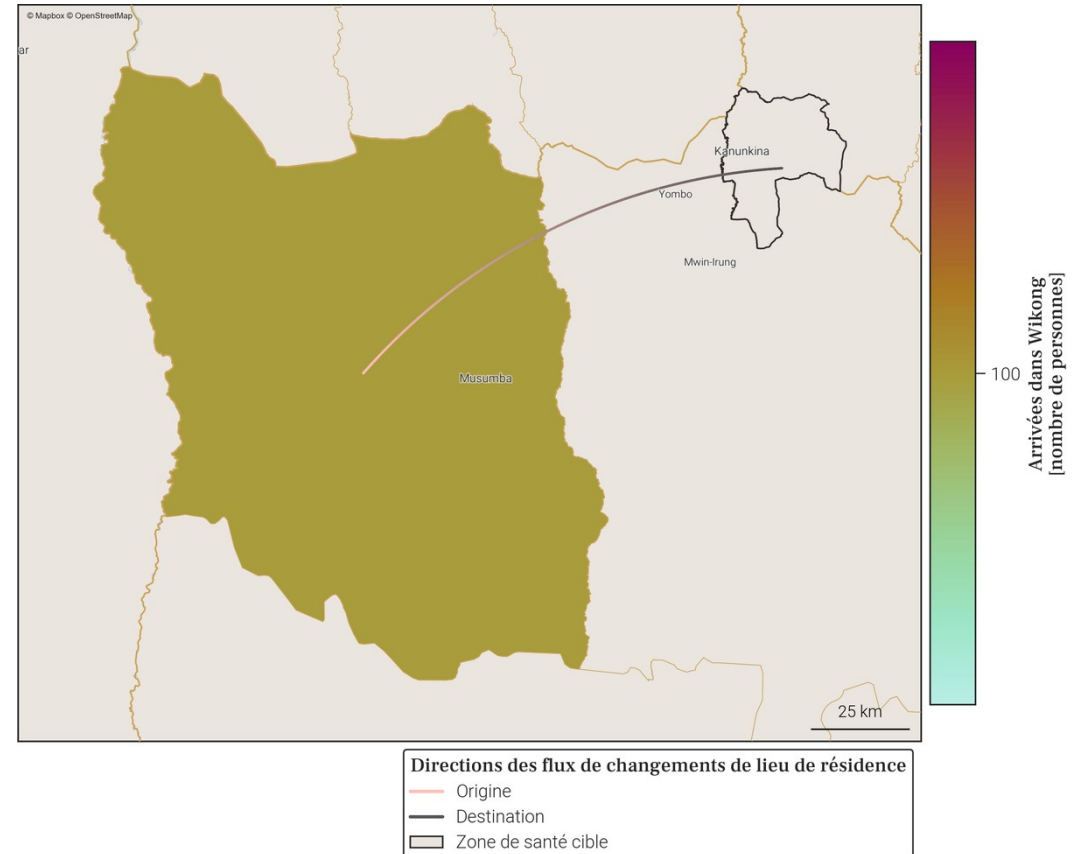 © Mapbox © OpenStreetMap
ar
Kanunkina
Yombo
Mwin-Irung
Musumba
25 km
100
Arrivées dans Wikong
[nombre de personnes]
Directions des flux de changements de lieu de résidence
Origine
Destination
Zone de santé cible